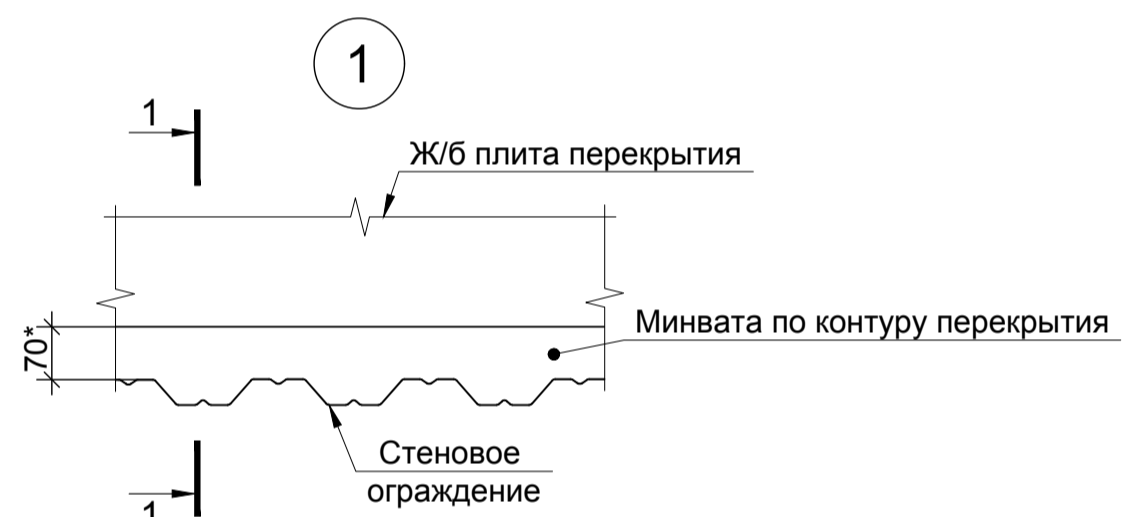 1
1
Ж/б плита перекрытия
Минвата по контуру перекрытия
70*
Стеновое
ограждение
1